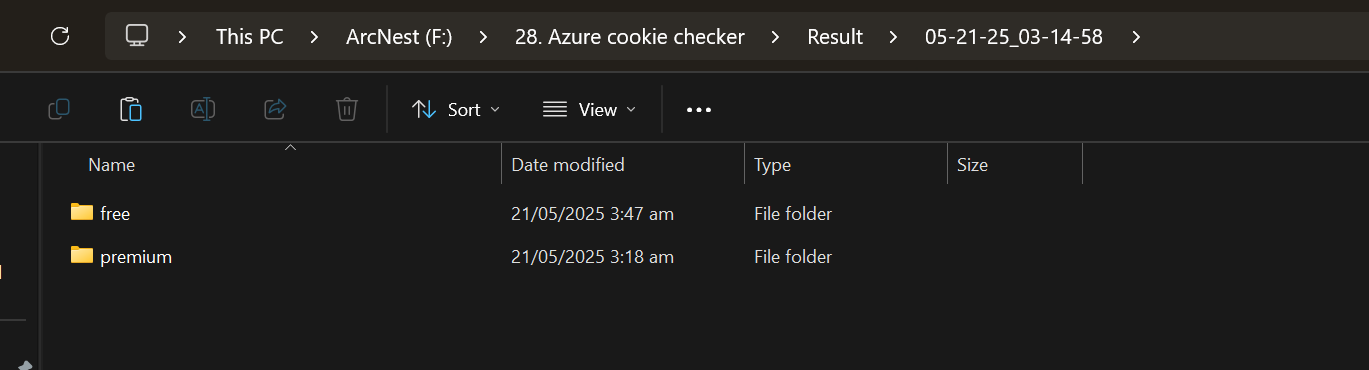 This PC > ArcNest (F:) > 28. Azure cookie checker > Result > 05-21-25_03-14-58 >
Sort View
Name Date modified Type Size
free 21/05/2025 3:47 am File folder
premium 21/05/2025 3:18 am File folder